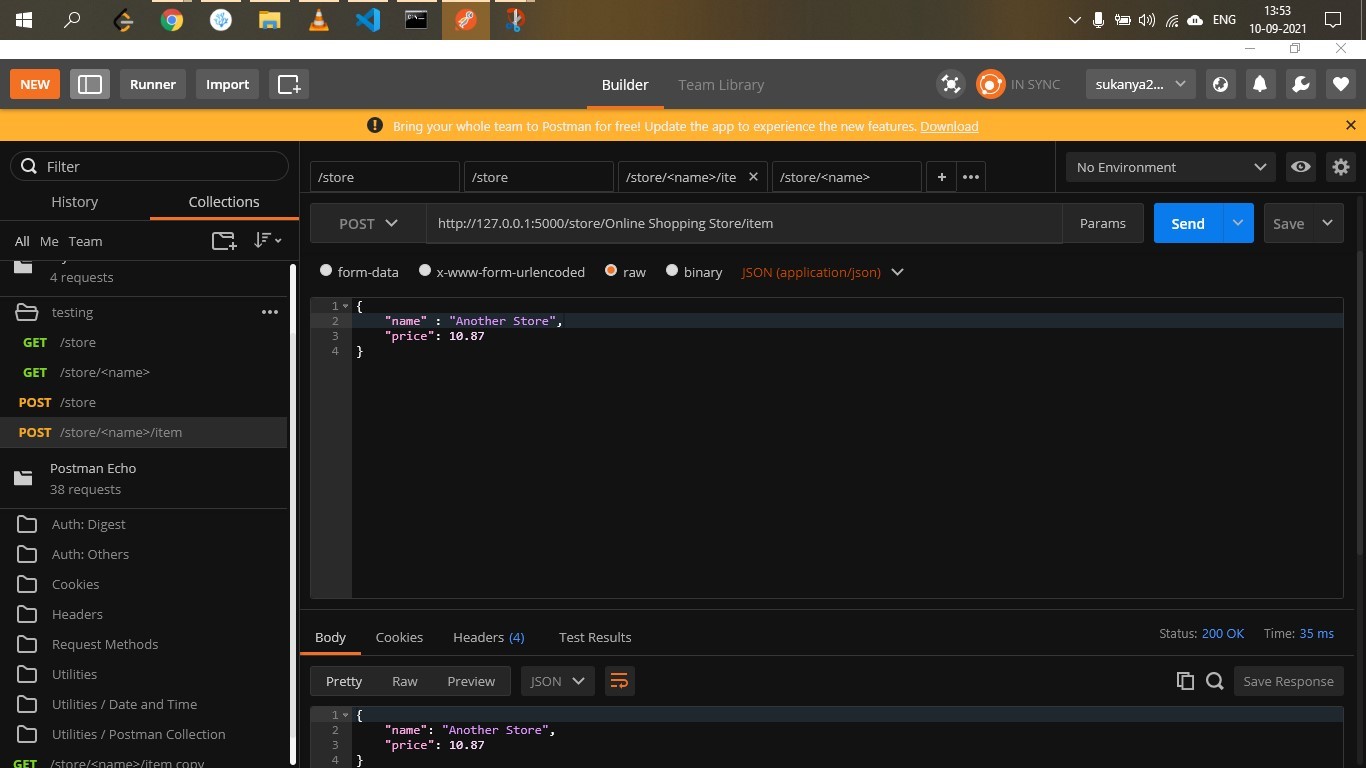 ENG
13:53
10-09-2021
NEW
Runner
Import
Builder
Team Library
IN SYNC
sukanya2...
Bring your whole team to Postman for free! Update the app to experience the new features. Download
Filter
History
Collections
All Me Team
4 requests
testing
GET /store
GET /store/<name>
POST /store
POST /store/<name>/item
Postman Echo
38 requests
Auth: Digest
Auth: Others
Cookies
Headers
Request Methods
Utilities
Utilities / Date and Time
Utilities / Postman Collection
GET /store/<name>/item copy
/store
/store
/store/<name>/ite
/store/<name>
No Environment
POST
http://127.0.0.1:5000/store/Online Shopping Store/item
Params
Send
Save
form-data
x-www-form-urlencoded
raw
binary
JSON (application/json)
1 {
2 "name" : "Another Store",
3 "price": 10.87
4 }
Body
Cookies
Headers (4)
Test Results
Status: 200 OK
Time: 35 ms
Pretty
Raw
Preview
JSON
Save Response
1 {
2 "name": "Another Store",
3 "price": 10.87
4 }